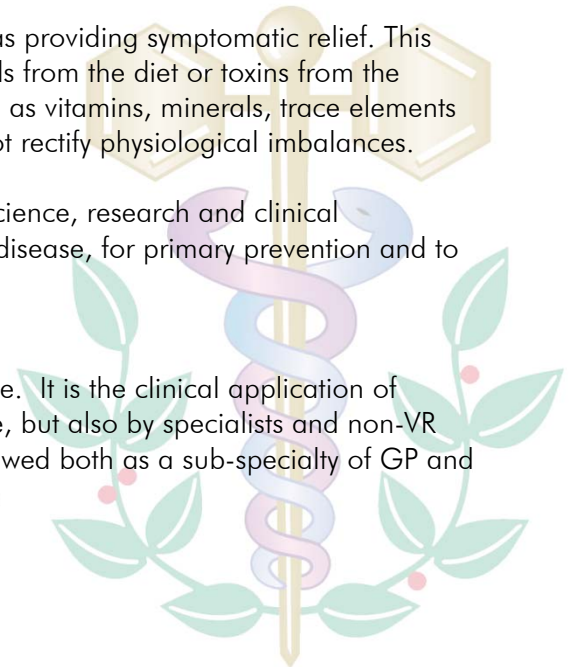 as providing symptomatic relief. This
ls from the diet or toxins from the
as vitamins, minerals, trace elements
ot rectify physiological imbalances.
cience, research and clinical
disease, for primary prevention and to
e. It is the clinical application of
e, but also by specialists and non-VR
wed both as a sub-specialty of GP and